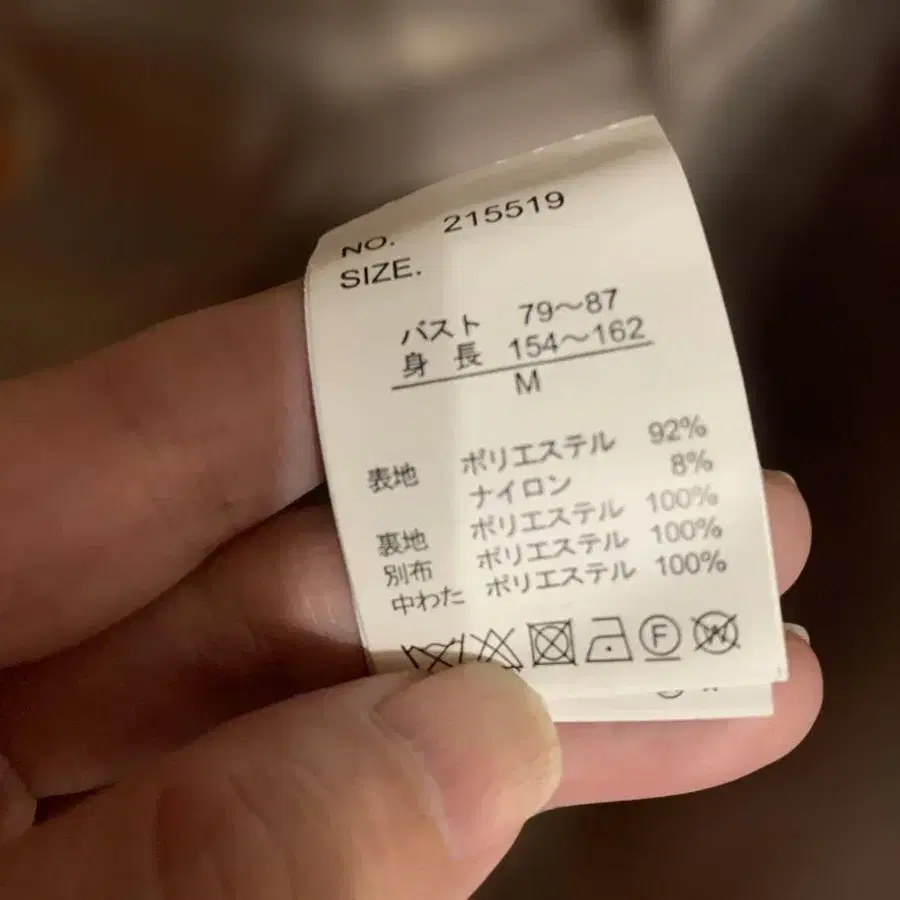 NO. 215519
SIZE.
バスト 79～87
身 長 154～162
M
表地 ポリエステル 92%
ナイロン 8%
裏地 ポリエステル 100%
別布 ポリエステル 100%
中わた ポリエステル 100%
F W